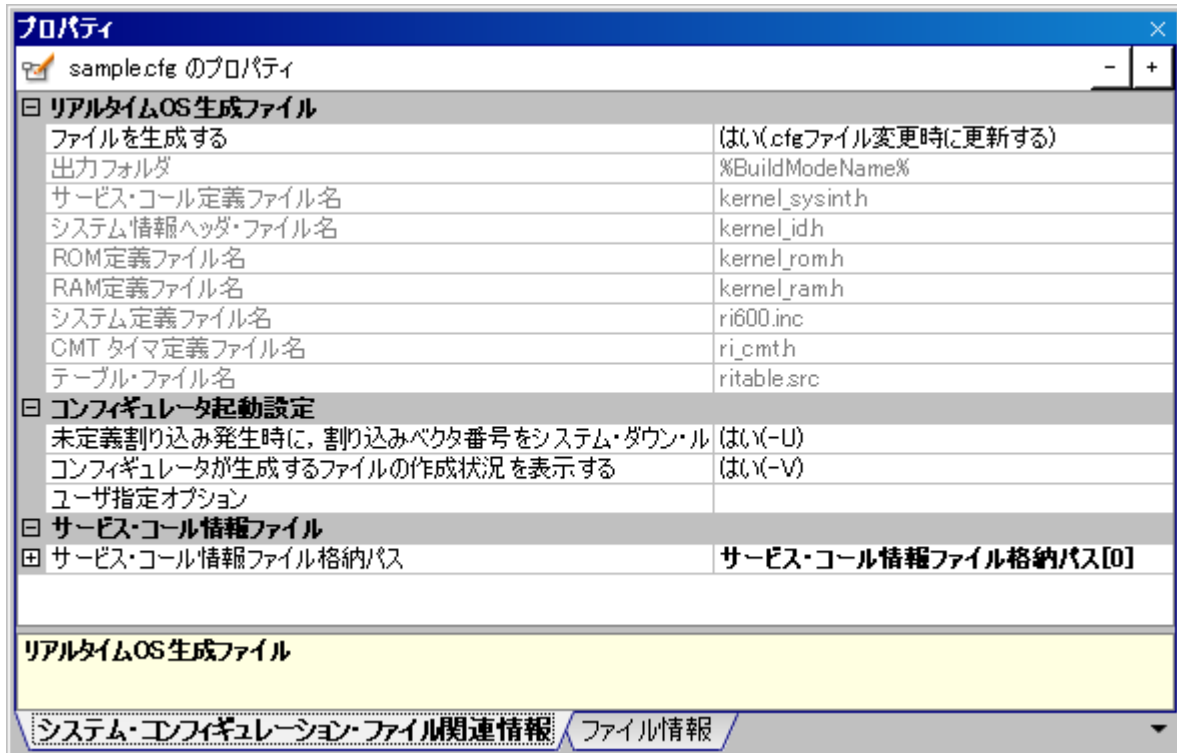 プロパティ
sample.cfg のプロパティ
リアルタイムOS生成ファイル
ファイルを生成する はい(.cfgファイル変更時に更新する)
出力フォルダ %BuildModeName%
サービス・コール定義ファイル名 kernel_sysint.h
システム情報ヘッダ・ファイル名 kernel_id.h
ROM定義ファイル名 kernel_rom.h
RAM定義ファイル名 kernel_ram.h
システム定義ファイル名 ri600.inc
CMT タイマ定義ファイル名 ri_cmt.h
テーブル・ファイル名 ritable.src
コンフィギュレータ起動設定
未定義割り込み発生時に, 割り込みベクタ番号をシステム・ダウン・ル はい(-U)
コンフィギュレータが生成するファイルの作成状況を表示する はい(-V)
ユーザ指定オプション
サービス・コール情報ファイル
サービス・コール情報ファイル格納パス サービス・コール情報ファイル格納パス[0]
リアルタイムOS生成ファイル
システム・コンフィギュレーション・ファイル関連情報 ファイル情報